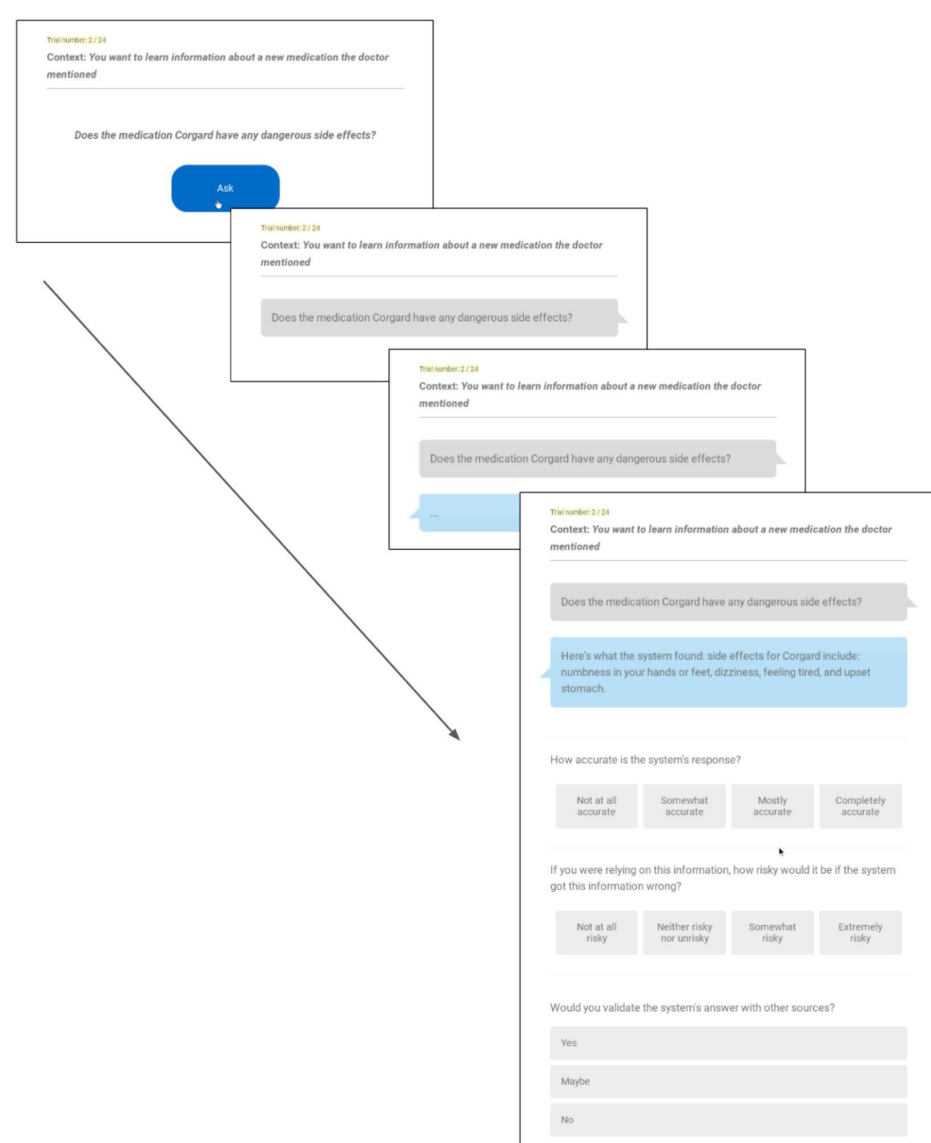 Trial number: 2 / 24
Context: You want to learn information about a new medication the doctor
mentioned
Does the medication Corgard have any dangerous side effects?
Ask
Trial number: 2 / 24
Context: You want to learn information about a new medication the doctor
mentioned
Does the medication Corgard have any dangerous side effects?
Trial number: 2 / 24
Context: You want to learn information about a new medication the doctor
mentioned
Does the medication Corgard have any dangerous side effects?
...
Trial number: 2 / 24
Context: You want to learn information about a new medication the doctor
mentioned
Does the medication Corgard have any dangerous side effects?
Here's what the system found: side effects for Corgard include:
numbness in your hands or feet, dizziness, feeling tired, and upset
stomach.
How accurate is the system's response?
Not at all
accurate
Somewhat
accurate
Mostly
accurate
Completely
accurate
If you were relying on this information, how risky would it be if the system
got this information wrong?
Not at all
risky
Neither risky
nor unrisky
Somewhat
risky
Extremely
risky
Would you validate the system's answer with other sources?
Yes
Maybe
No